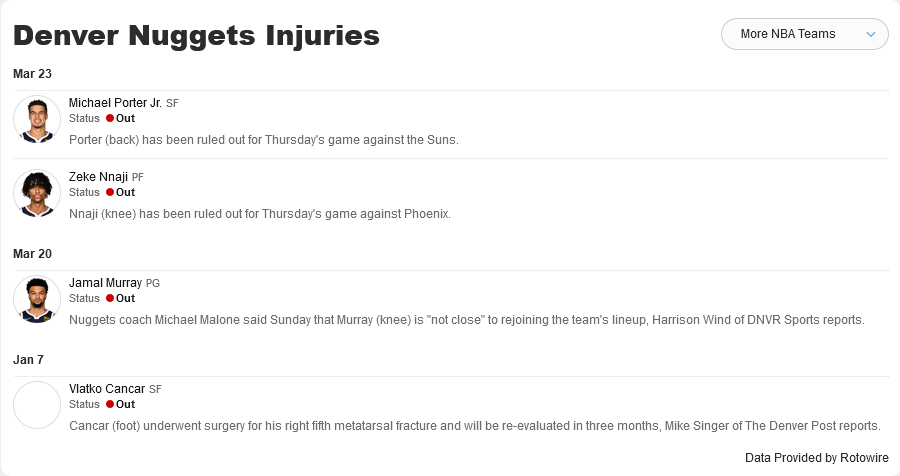 Denver Nuggets Injuries
More NBA Teams
Mar 23
Michael Porter Jr. SF
Status Out
Porter (back) has been ruled out for Thursday's game against the Suns.
Zeke Nnaji PF
Status Out
Nnaji (knee) has been ruled out for Thursday's game against Phoenix.
Mar 20
Jamal Murray PG
Status Out
Nuggets coach Michael Malone said Sunday that Murray (knee) is "not close" to rejoining the team's lineup, Harrison Wind of DNVR Sports reports.
Jan 7
Vlatko Cancar SF
Status Out
Cancar (foot) underwent surgery for his right fifth metatarsal fracture and will be re-evaluated in three months, Mike Singer of The Denver Post reports.
Data Provided by Rotowire